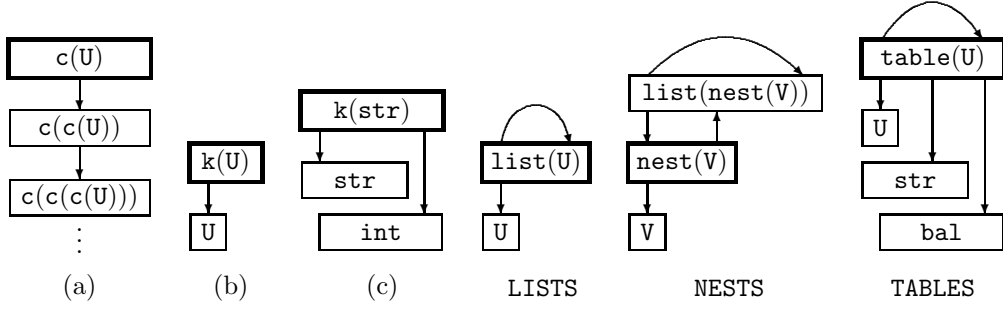 c(U)
c(c(U))
c(c(c(U)))
⋮
(a)
k(U)
U
(b)
k(str)
str
int
(c)
list(U)
U
LISTS
list(nest(V))
nest(V)
V
NESTS
table(U)
U
str
bal
TABLES